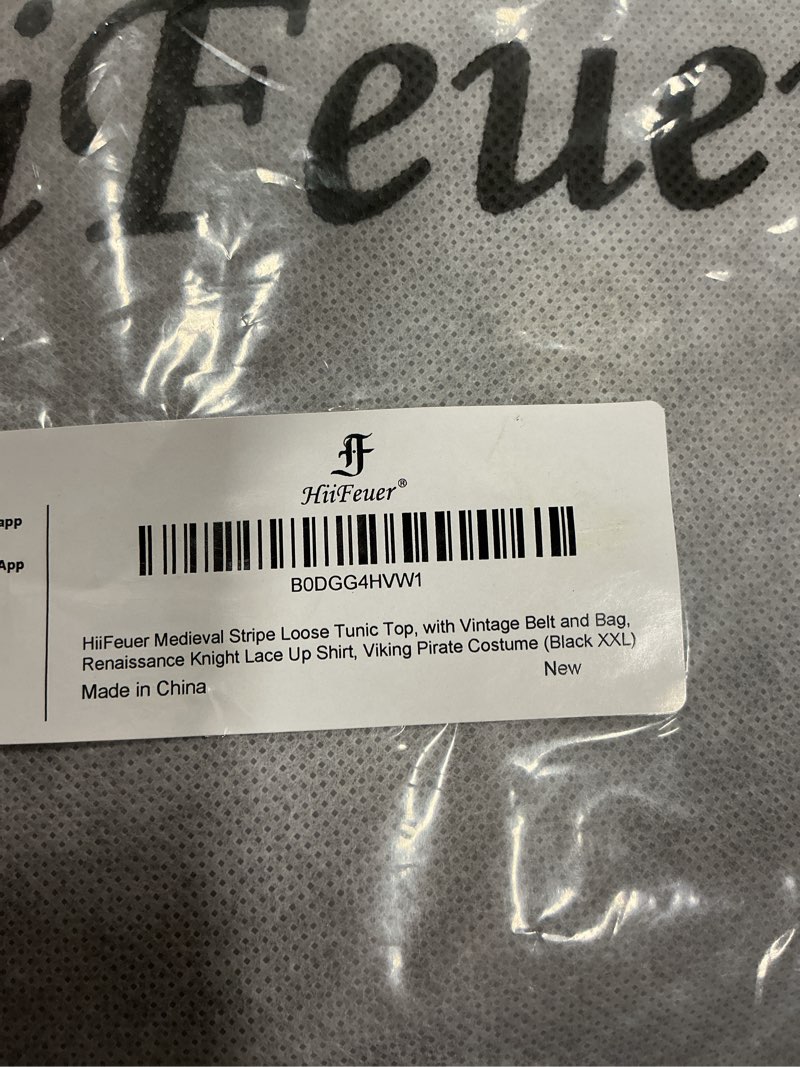 iFeue
HiiFeuer®
app
App
B0DGG4HVW1
HiiFeuer Medieval Stripe Loose Tunic Top, with Vintage Belt and Bag,
Renaissance Knight Lace Up Shirt, Viking Pirate Costume (Black XXL)
New
Made in China